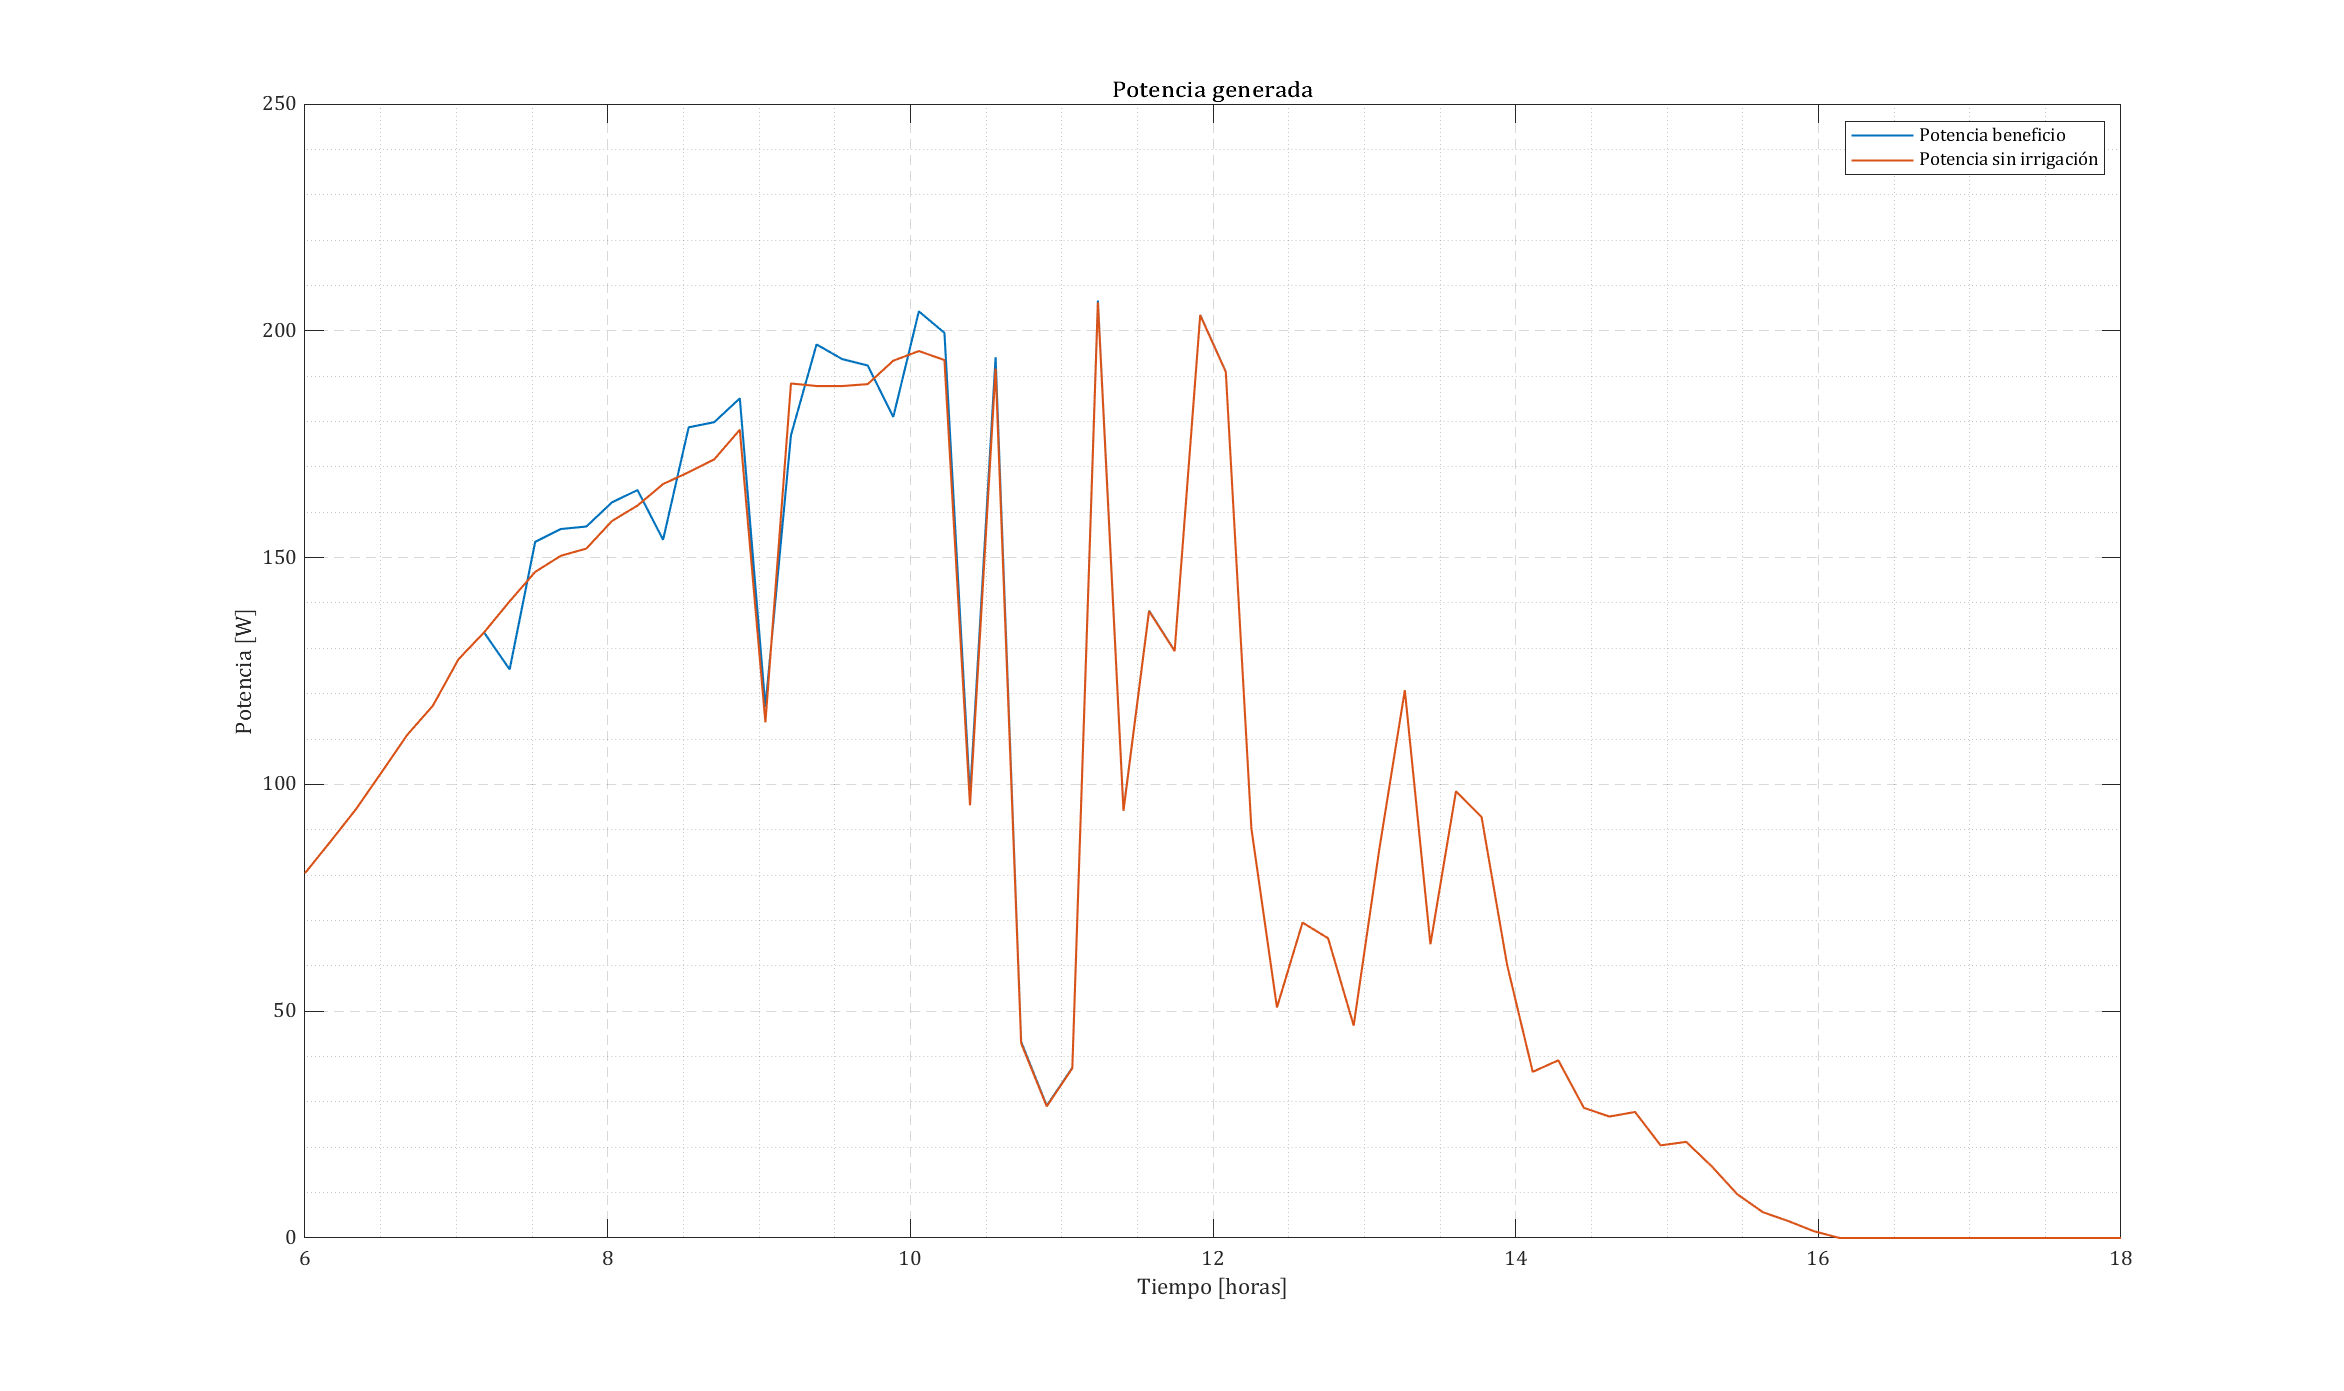 Potencia generada
250
200
150
100
50
0
Potencia [W]
Potencia beneficio
Potencia sin irrigación
6
8
10
12
14
16
18
Tiempo [horas]